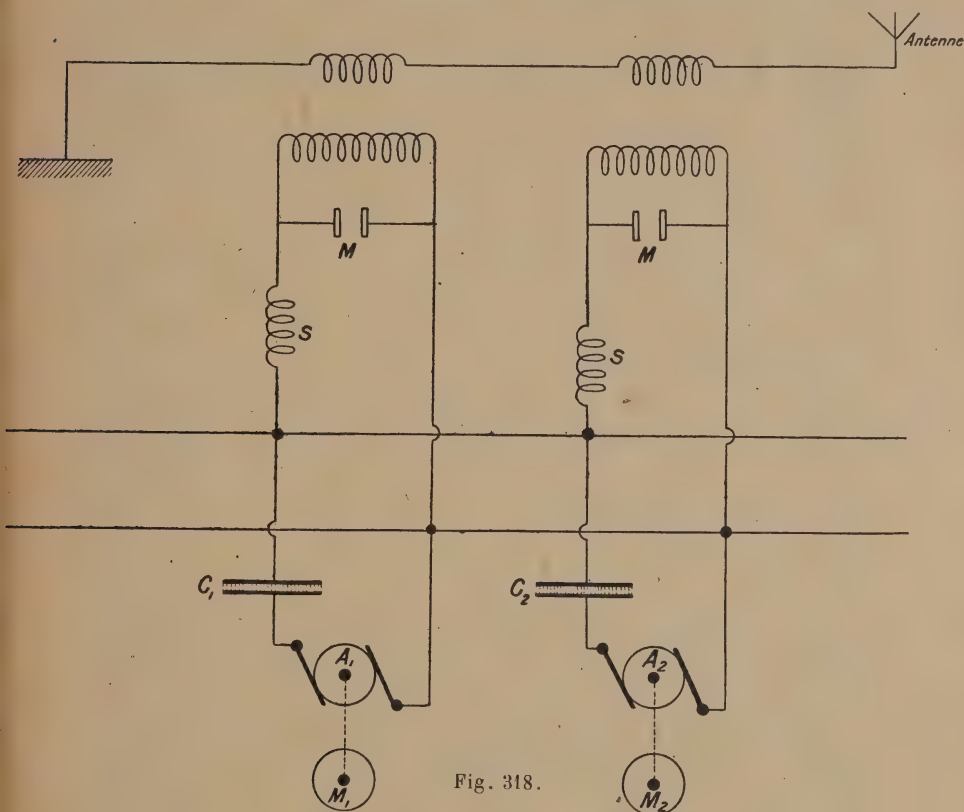 Antenne
M M
S S
C₁ C₂
A₁ A₂
M₁ M₂
Fig. 318.